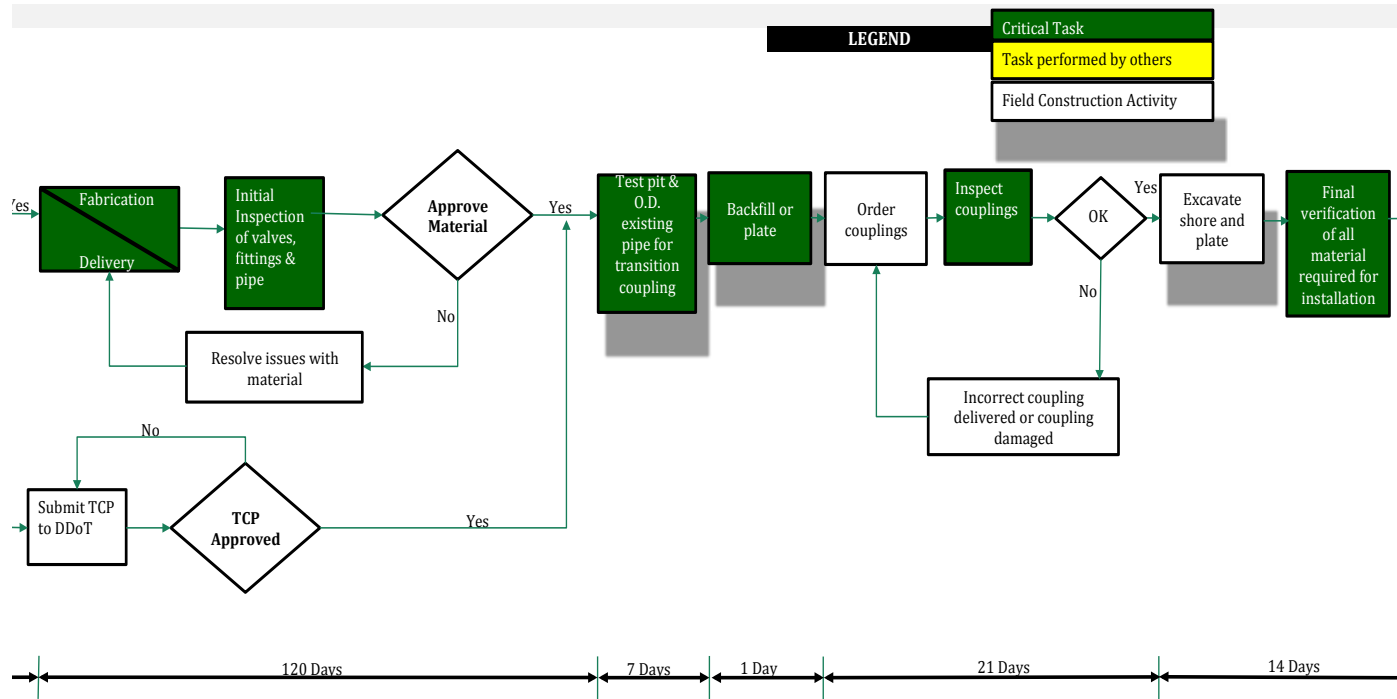 LEGEND
Critical Task
Task performed by others
Field Construction Activity
Yes
Fabrication
Delivery
Initial
Inspection
of valves,
fittings &
pipe
Approve
Material
Yes
No
Resolve issues with
material
Test pit &
O.D.
existing
pipe for
transition
coupling
Backfill or
plate
Order
couplings
Inspect
couplings
OK
Yes
No
Incorrect coupling
delivered or coupling
damaged
Excavate
shore and
plate
Final
verification
of all
material
required for
installation
No
Submit TCP
to DDoT
TCP
Approved
Yes
120 Days
7 Days
1 Day
21 Days
14 Days